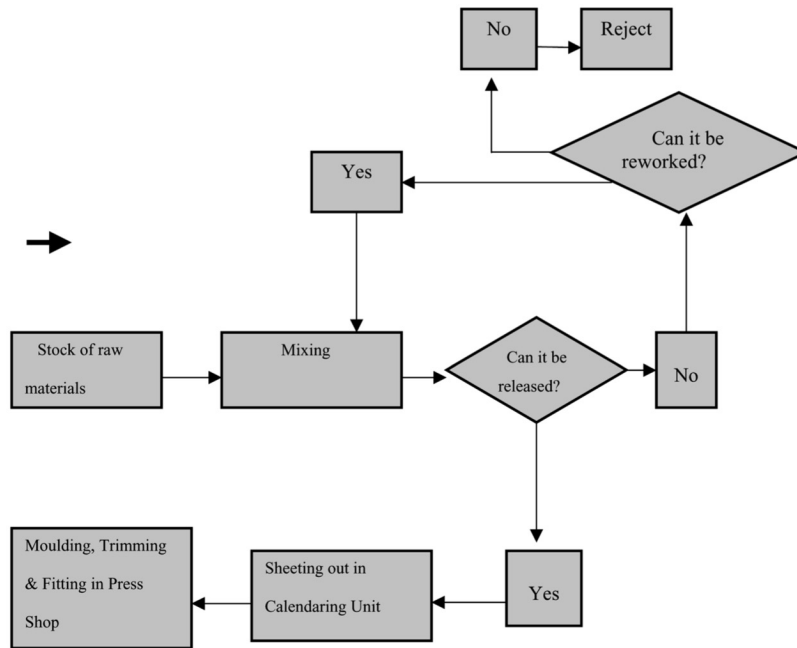 No
Reject
Can it be
reworked?
Yes
Stock of raw
materials
Mixing
Can it be
released?
No
Moulding, Trimming
& Fitting in Press
Shop
Sheeting out in
Calendaring Unit
Yes